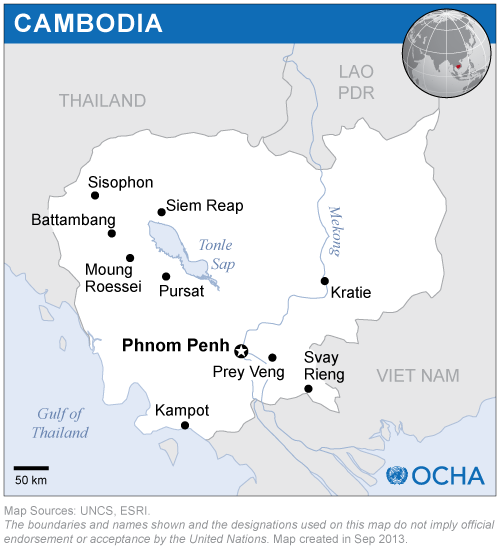 CAMBODIA
THAILAND
LAO
PDR
Sisophon
Siem Reap
Battambang
Mekong
Tonle
Sap
Moung
Roessei
Pursat
Kratie
Phnom Penh
Prey Veng
Svay
Rieng
VIET NAM
Kampot
Gulf of
Thailand
50 km
OCHA
Map Sources: UNCS, ESRI.
The boundaries and names shown and the designations used on this map do not imply official
endorsement or acceptance by the United Nations. Map created in Sep 2013.